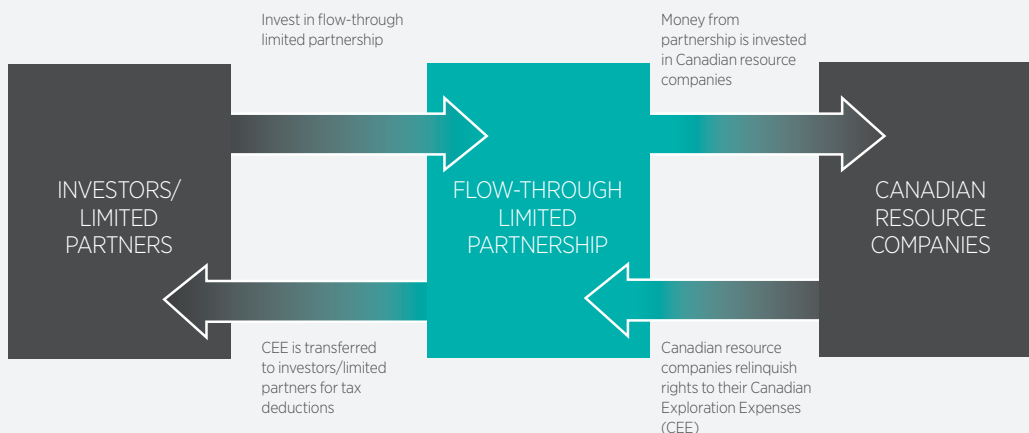 Invest in flow-through
limited partnership
Money from
partnership is invested
in Canadian resource
companies
INVESTORS/
LIMITED
PARTNERS
FLOW-THROUGH
LIMITED
PARTNERSHIP
CANADIAN
RESOURCE
COMPANIES
CEE is transferred
to investors/limited
partners for tax
deductions
Canadian resource
companies relinquish
rights to their Canadian
Exploration Expenses
(CEE)